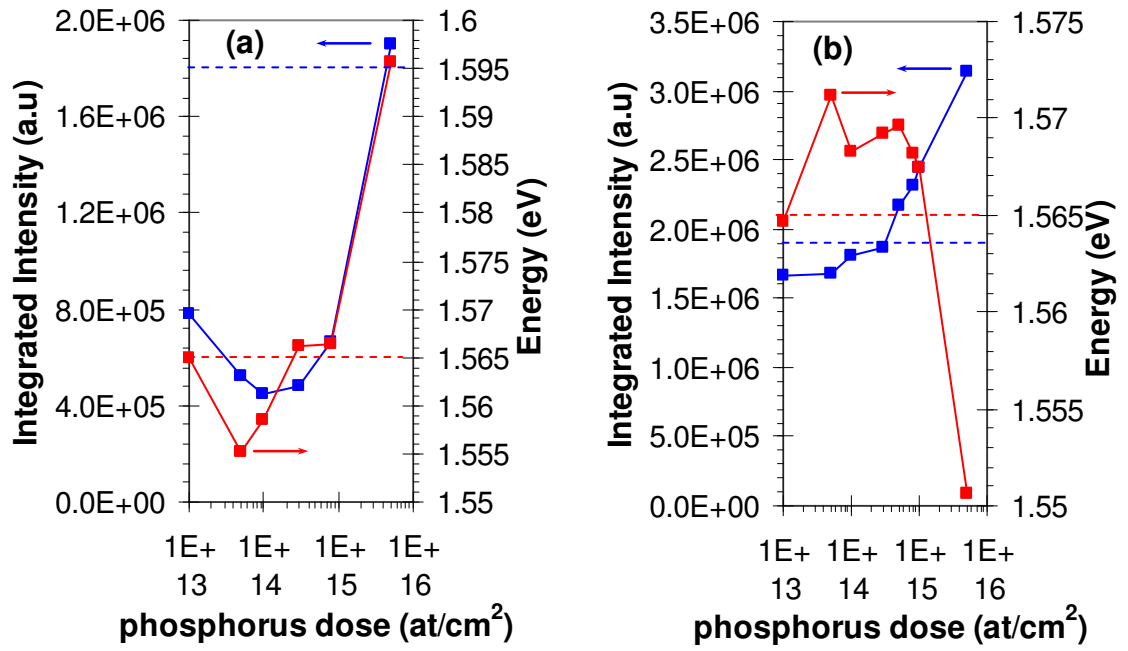 (a)
Integrated Intensity (a.u)
2.0E+06
1.6E+06
1.2E+06
8.0E+05
4.0E+05
0.0E+00
1.6
1.595
1.59
1.585
1.58
1.575
1.57
1.565
1.56
1.555
1.55
Energy (eV)
1E+ 1E+ 1E+ 1E+
13 14 15 16
phosphorus dose (at/cm²)
(b)
Integrated Intensity (a.u)
3.5E+06
3.0E+06
2.5E+06
2.0E+06
1.5E+06
1.0E+06
5.0E+05
0.0E+00
1.575
1.57
1.565
1.56
1.555
1.55
Energy (eV)
1E+ 1E+ 1E+ 1E+
13 14 15 16
phosphorus dose (at/cm²)